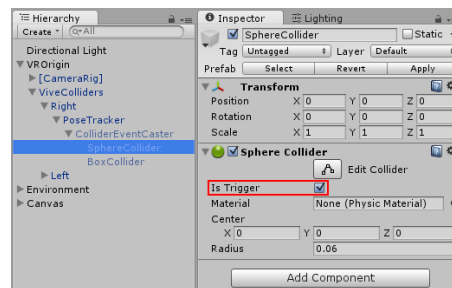 Hierarchy
Create
All
Directional Light
VROrigin
[CameraRig]
ViveColliders
Right
PoseTracker
ColliderEventCaster
SphereCollider
BoxCollider
Left
Environment
Canvas
Inspector Lighting
SphereCollider Static
Tag Untagged Layer Default
Prefab Select Revert Apply
Transform
Position X 0 Y 0 Z 0
Rotation X 0 Y 0 Z 0
Scale X 1 Y 1 Z 1
Sphere Collider
Edit Collider
Is Trigger
Material None (Physic Material)
Center
X 0 Y 0 Z 0
Radius 0.06
Add Component